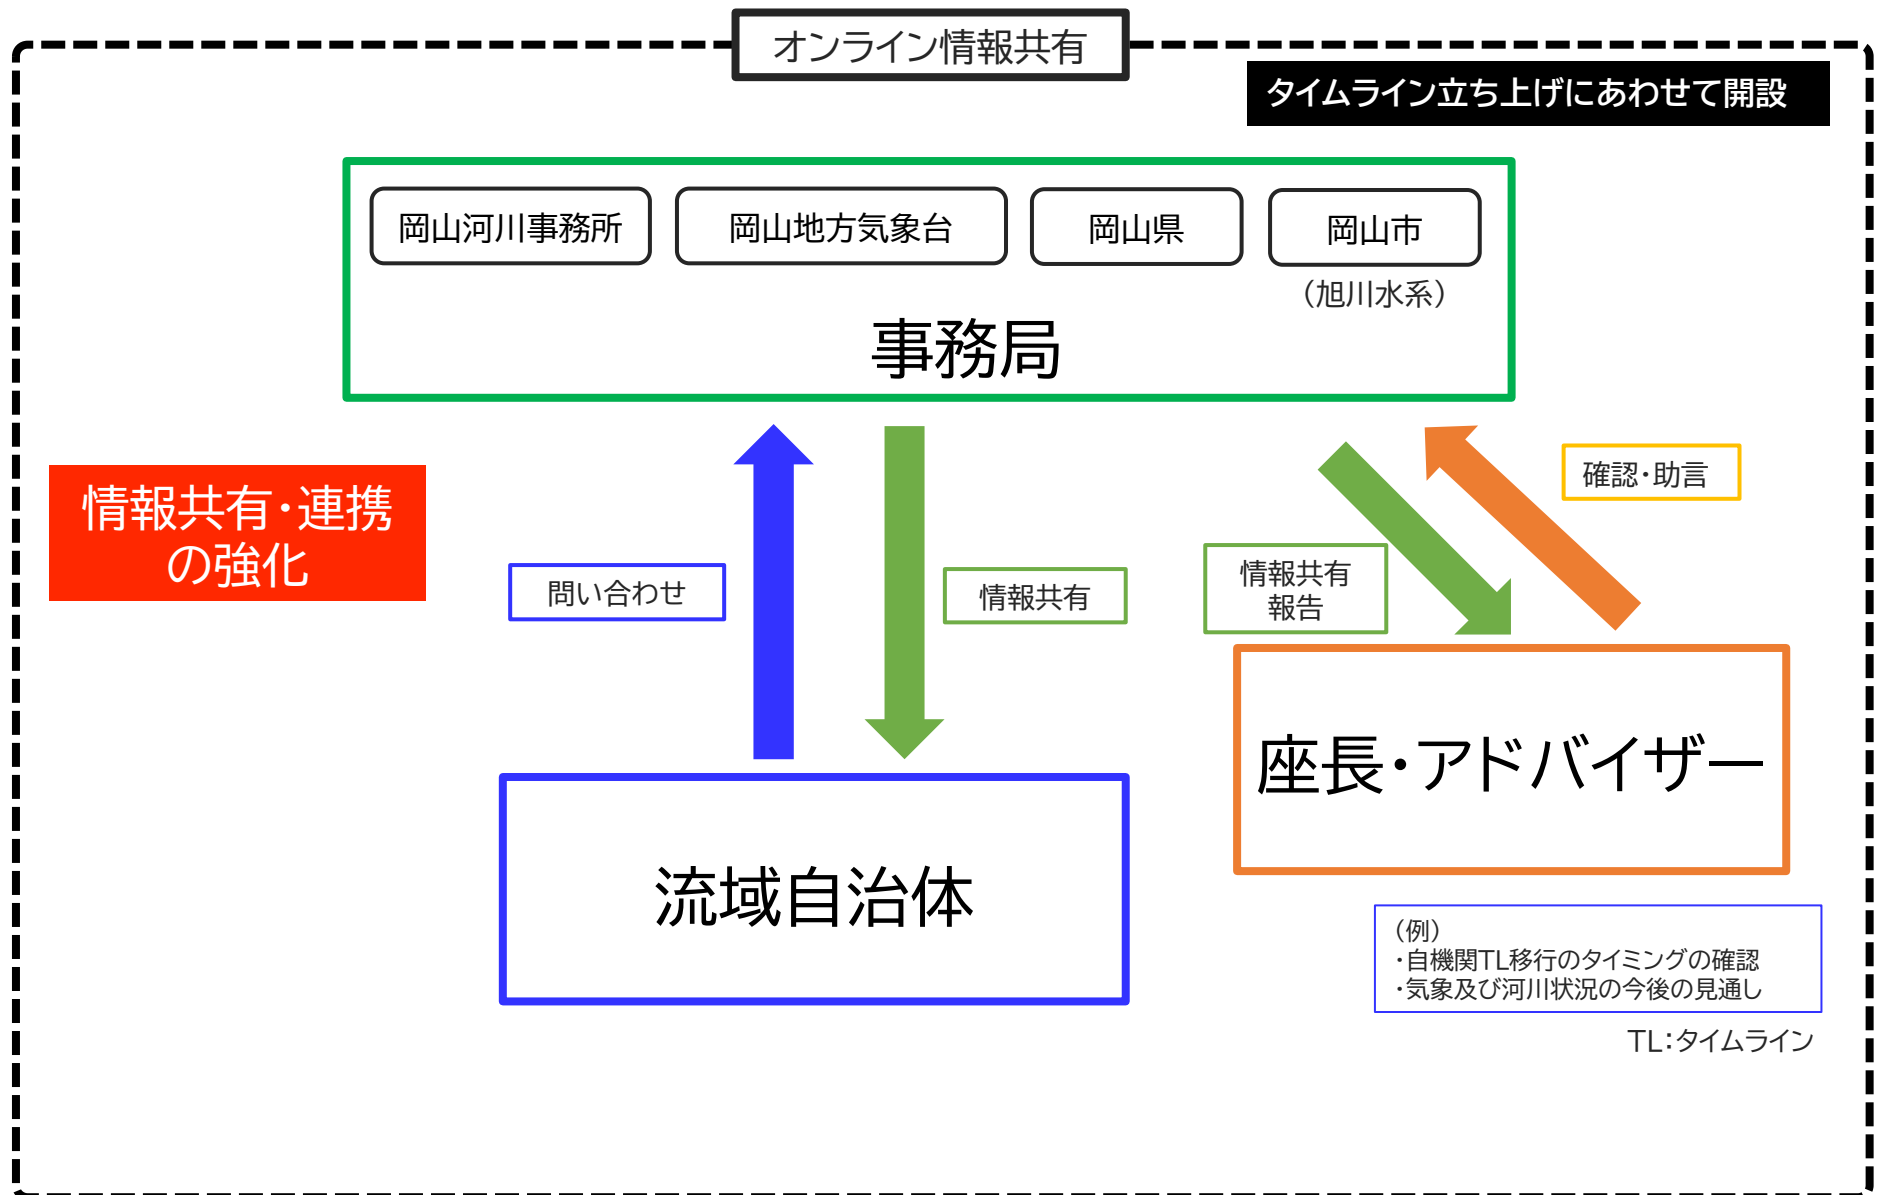 オンライン情報共有
タイムライン立ち上げにあわせて開設
岡山河川事務所
岡山地方気象台
岡山県
岡山市
（旭川水系）
事務局
情報共有・連携
の強化
問い合わせ
情報共有
情報共有
報告
確認・助言
流域自治体
座長・アドバイザー
（例）
・自機関TL移行のタイミングの確認
・気象及び河川状況の今後の見通し
TL：タイムライン